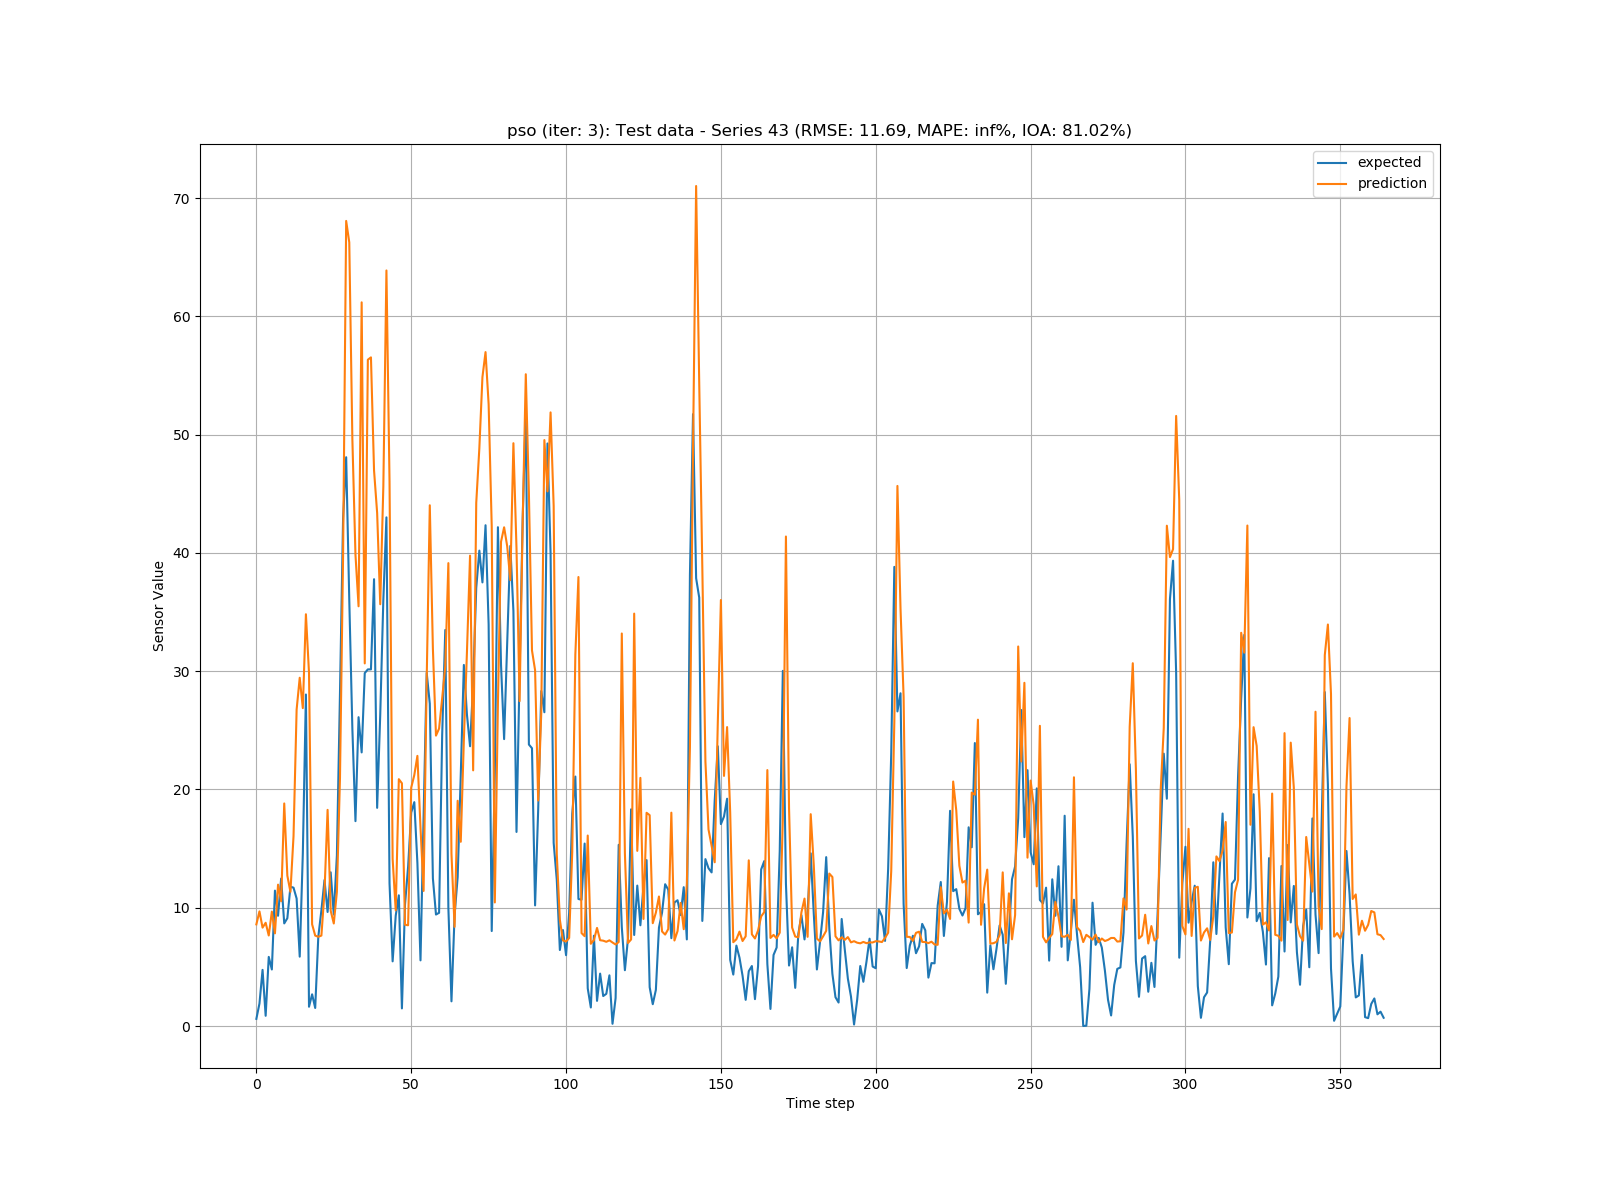 pso (iter: 3): Test data - Series 43 (RMSE: 11.69, MAPE: inf%, IOA: 81.02%)
expected
prediction
70
60
50
40
30
20
10
0
Sensor Value
0 50 100 150 200 250 300 350
Time step